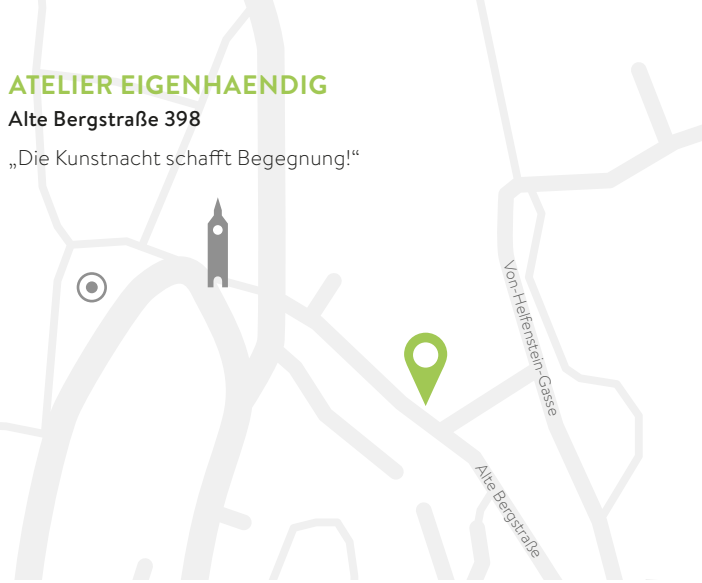 ATELIER EIGENHAENDIG
Alte Bergstraße 398
„Die Kunstnacht schafft Begegnung!“
Von-Helfenstein-Gasse
Alte Bergstraße